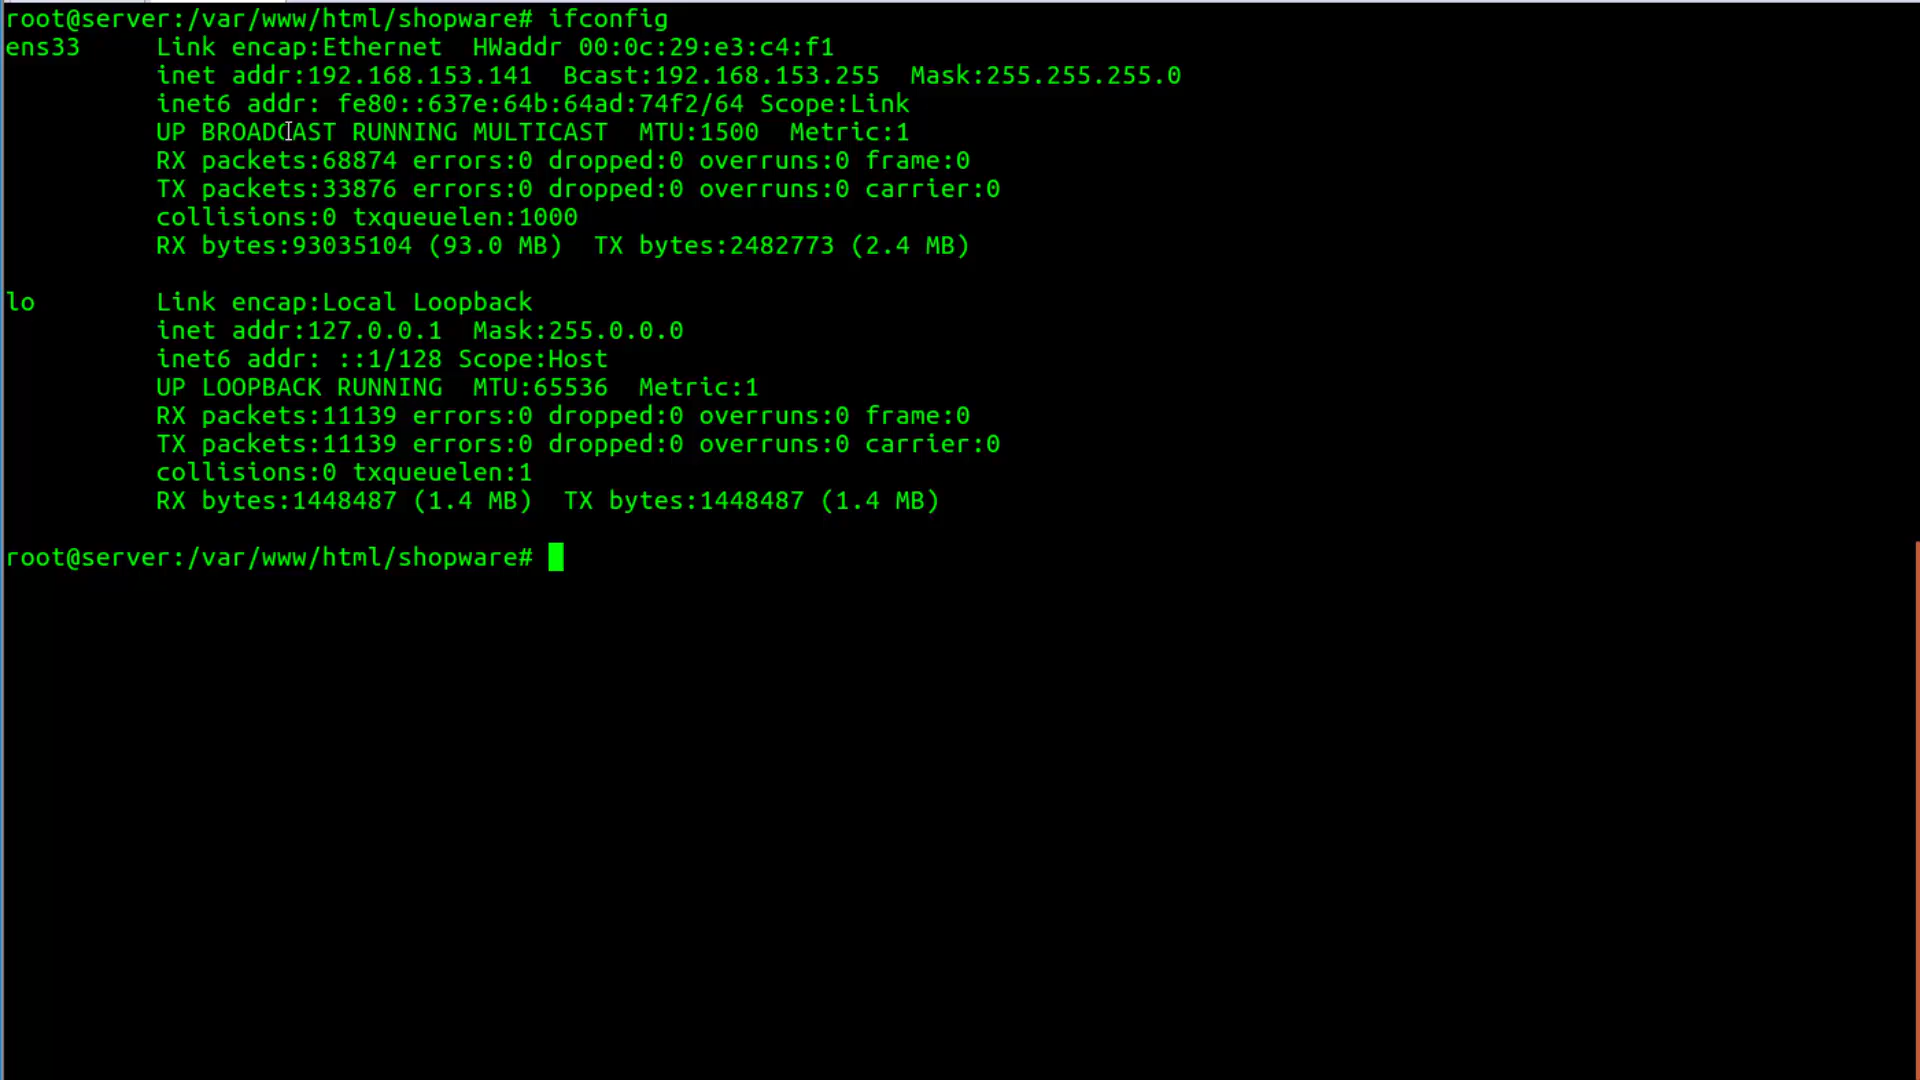 root@server:/var/www/html/shopware# ifconfig
ens33     Link encap:Ethernet  HWaddr 00:0c:29:e3:c4:f1
          inet addr:192.168.153.141  Bcast:192.168.153.255  Mask:255.255.255.0
          inet6 addr: fe80::637e:64b:64ad:74f2/64 Scope:Link
          UP BROADCAST RUNNING MULTICAST  MTU:1500  Metric:1
          RX packets:68874 errors:0 dropped:0 overruns:0 frame:0
          TX packets:33876 errors:0 dropped:0 overruns:0 carrier:0
          collisions:0 txqueuelen:1000
          RX bytes:93035104 (93.0 MB)  TX bytes:2482773 (2.4 MB)

lo        Link encap:Local Loopback
          inet addr:127.0.0.1  Mask:255.0.0.0
          inet6 addr: ::1/128 Scope:Host
          UP LOOPBACK RUNNING  MTU:65536  Metric:1
          RX packets:11139 errors:0 dropped:0 overruns:0 frame:0
          TX packets:11139 errors:0 dropped:0 overruns:0 carrier:0
          collisions:0 txqueuelen:1
          RX bytes:1448487 (1.4 MB)  TX bytes:1448487 (1.4 MB)

root@server:/var/www/html/shopware#